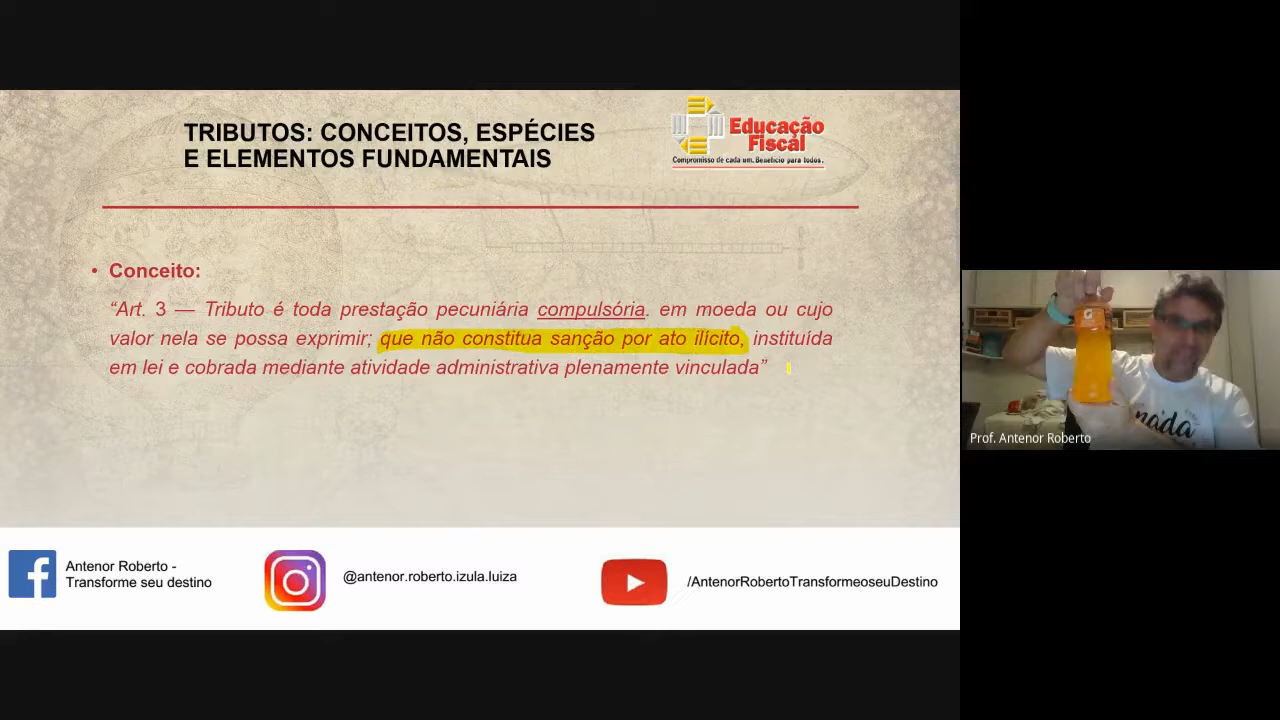 TRIBUTOS: CONCEITOS, ESPÉCIES
E ELEMENTOS FUNDAMENTAIS
Educação
Fiscal
Compromisso de cada um. Benefício para todos.
• Conceito:
“Art. 3 — Tributo é toda prestação pecuniária compulsória. em moeda ou cujo
valor nela se possa exprimir; que não constitua sanção por ato ilícito, instituída
em lei e cobrada mediante atividade administrativa plenamente vinculada”
G
nada
Prof. Antenor Roberto
Antenor Roberto -
Transforme seu destino
@antenor.roberto.izula.luiza
/AntenorRobertoTransformeoseuDestino